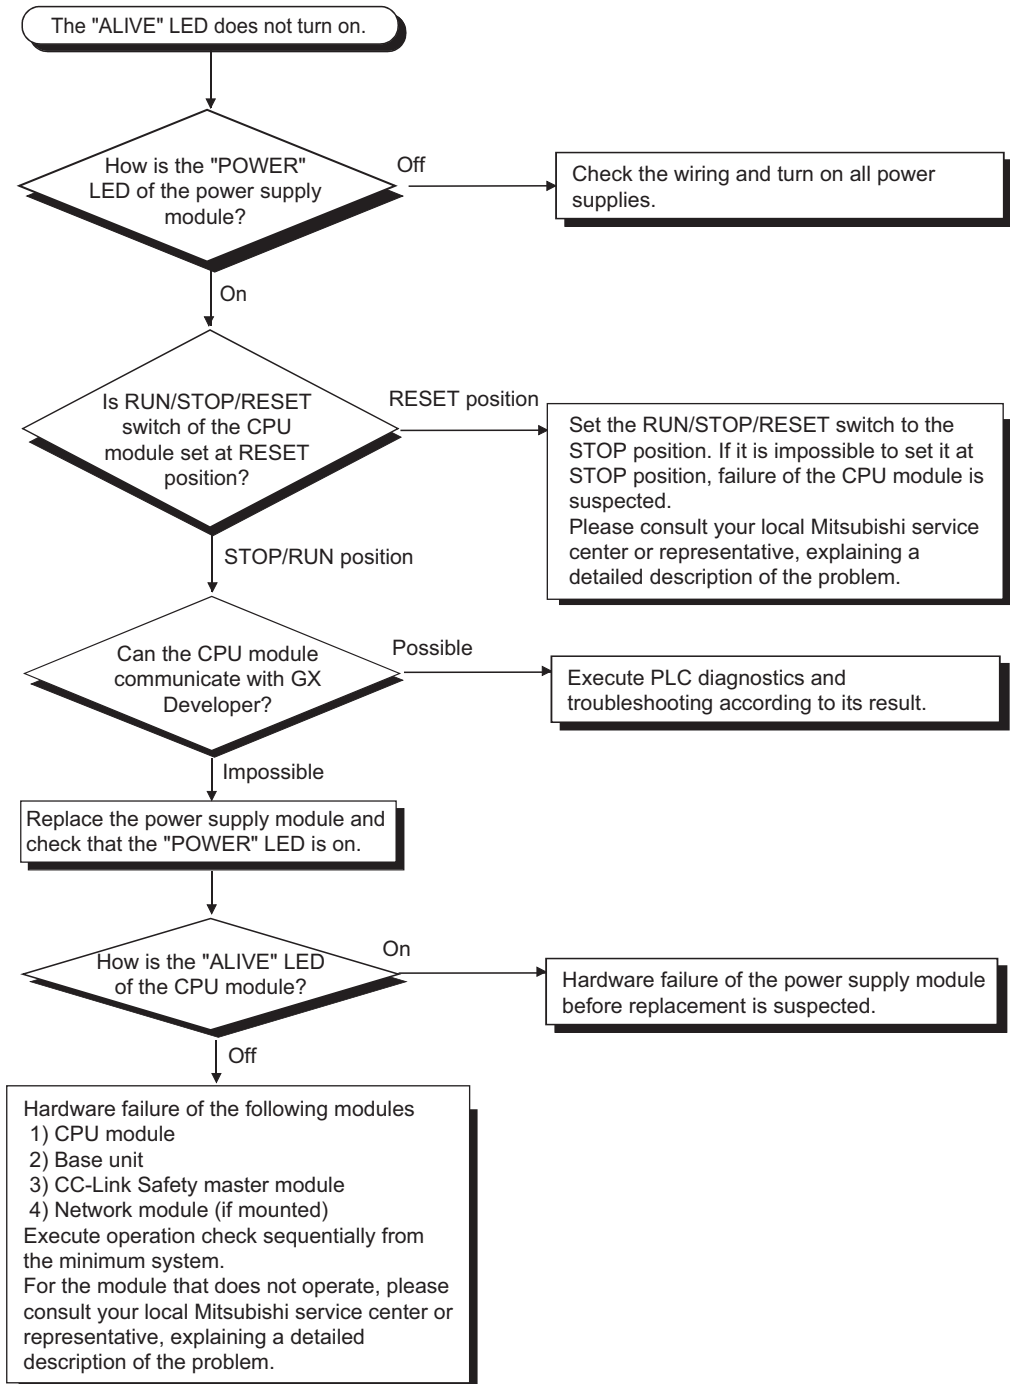 The "ALIVE" LED does not turn on.
How is the "POWER"
LED of the power supply
module?
Off
Check the wiring and turn on all power
supplies.
On
Is RUN/STOP/RESET
switch of the CPU
module set at RESET
position?
RESET position
Set the RUN/STOP/RESET switch to the
STOP position. If it is impossible to set it at
STOP position, failure of the CPU module is
suspected.
Please consult your local Mitsubishi service
center or representative, explaining a
detailed description of the problem.
STOP/RUN position
Can the CPU module
communicate with GX
Developer?
Possible
Execute PLC diagnostics and
troubleshooting according to its result.
Impossible
Replace the power supply module and
check that the "POWER" LED is on.
How is the "ALIVE" LED
of the CPU module?
On
Hardware failure of the power supply module
before replacement is suspected.
Off
Hardware failure of the following modules
1) CPU module
2) Base unit
3) CC-Link Safety master module
4) Network module (if mounted)
Execute operation check sequentially from
the minimum system.
For the module that does not operate, please
consult your local Mitsubishi service center or
representative, explaining a detailed
description of the problem.